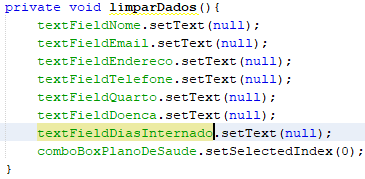 private void limparDados(){
textFieldNome.setText(null);
textFieldEmail.setText(null);
textFieldEndereco.setText(null);
textFieldTelefone.setText(null);
textFieldQuarto.setText(null);
textFieldDoenca.setText(null);
textFieldDiasInternado.setText(null);
comboBoxPlanoDeSaude.setSelectedIndex(0);
}